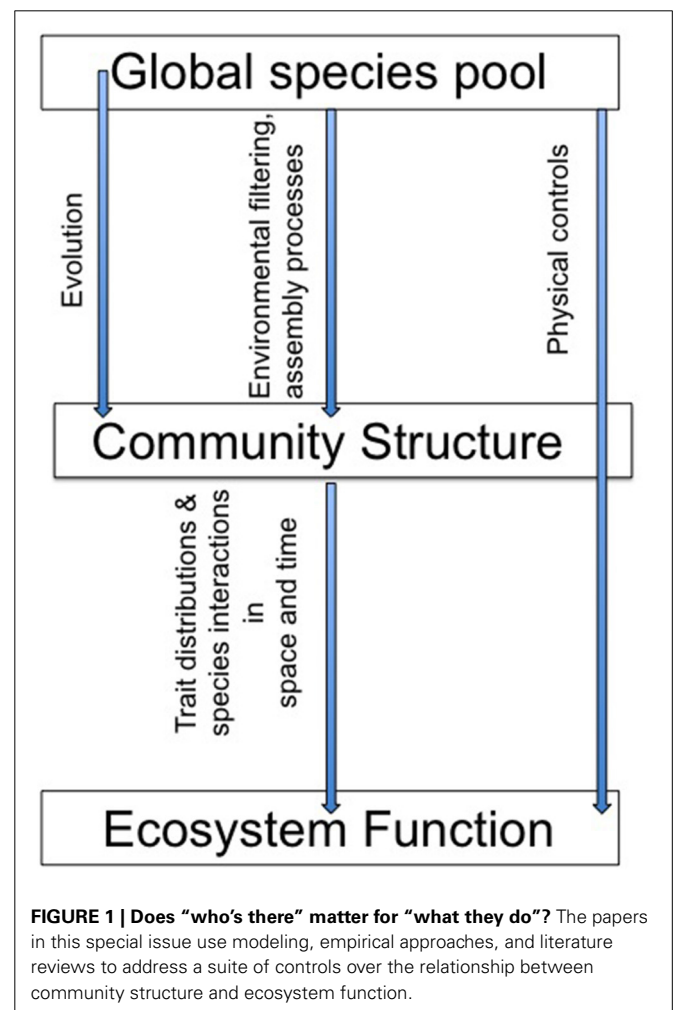 Global species pool
Evolution
Environmental filtering,
assembly processes
Physical controls
Community Structure
Trait distributions &
species interactions
in
space and time
Ecosystem Function
FIGURE 1 | Does “who’s there” matter for “what they do”? The papers
in this special issue use modeling, empirical approaches, and literature
reviews to address a suite of controls over the relationship between
community structure and ecosystem function.